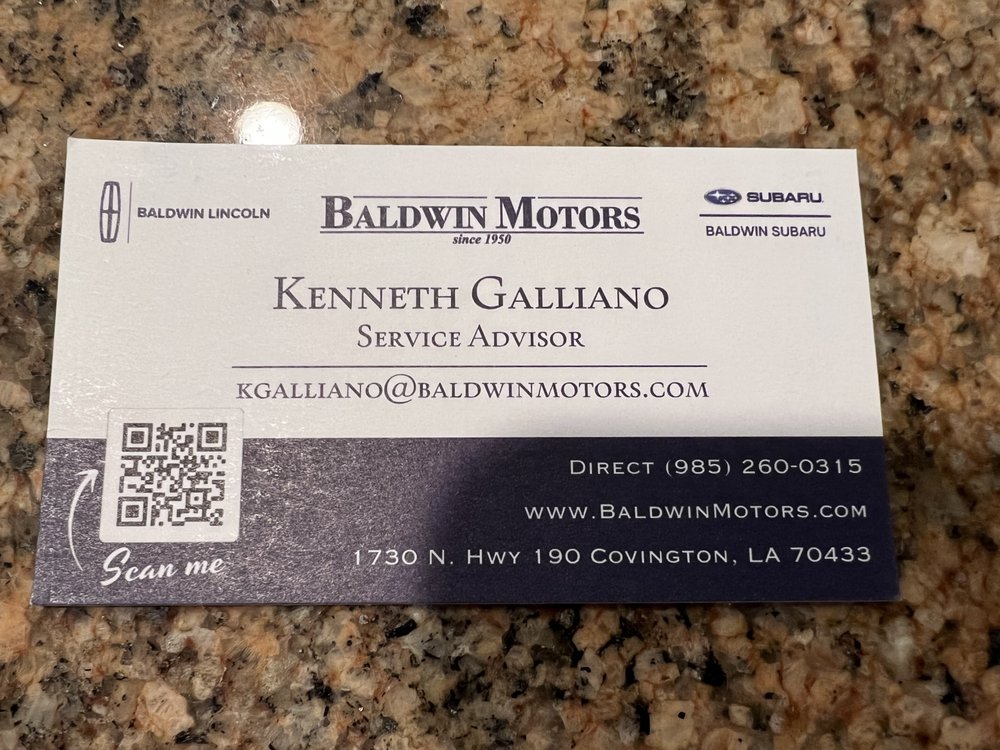 BALDWIN LINCOLN
BALDWIN MOTORS
since 1950
SUBARU.
BALDWIN SUBARU
KENNETH GALLIANO
SERVICE ADVISOR
KGALLIANO@BALDWINMOTORS.COM
DIRECT (985) 260-0315
WWW.BALDWINMOTORS.COM
1730 N. HWY 190 COVINGTON, LA 70433
Scan me